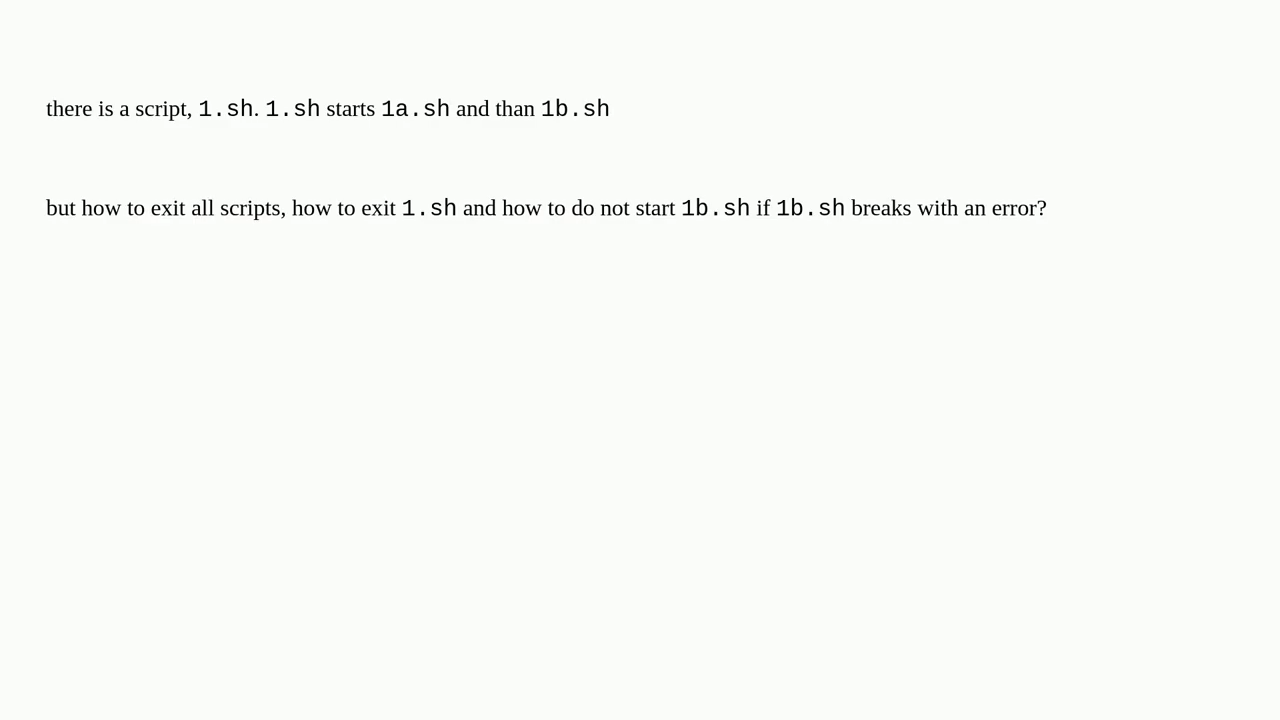 there is a script, 1.sh. 1.sh starts 1a.sh and than 1b.sh
but how to exit all scripts, how to exit 1.sh and how to do not start 1b.sh if 1b.sh breaks with an error?